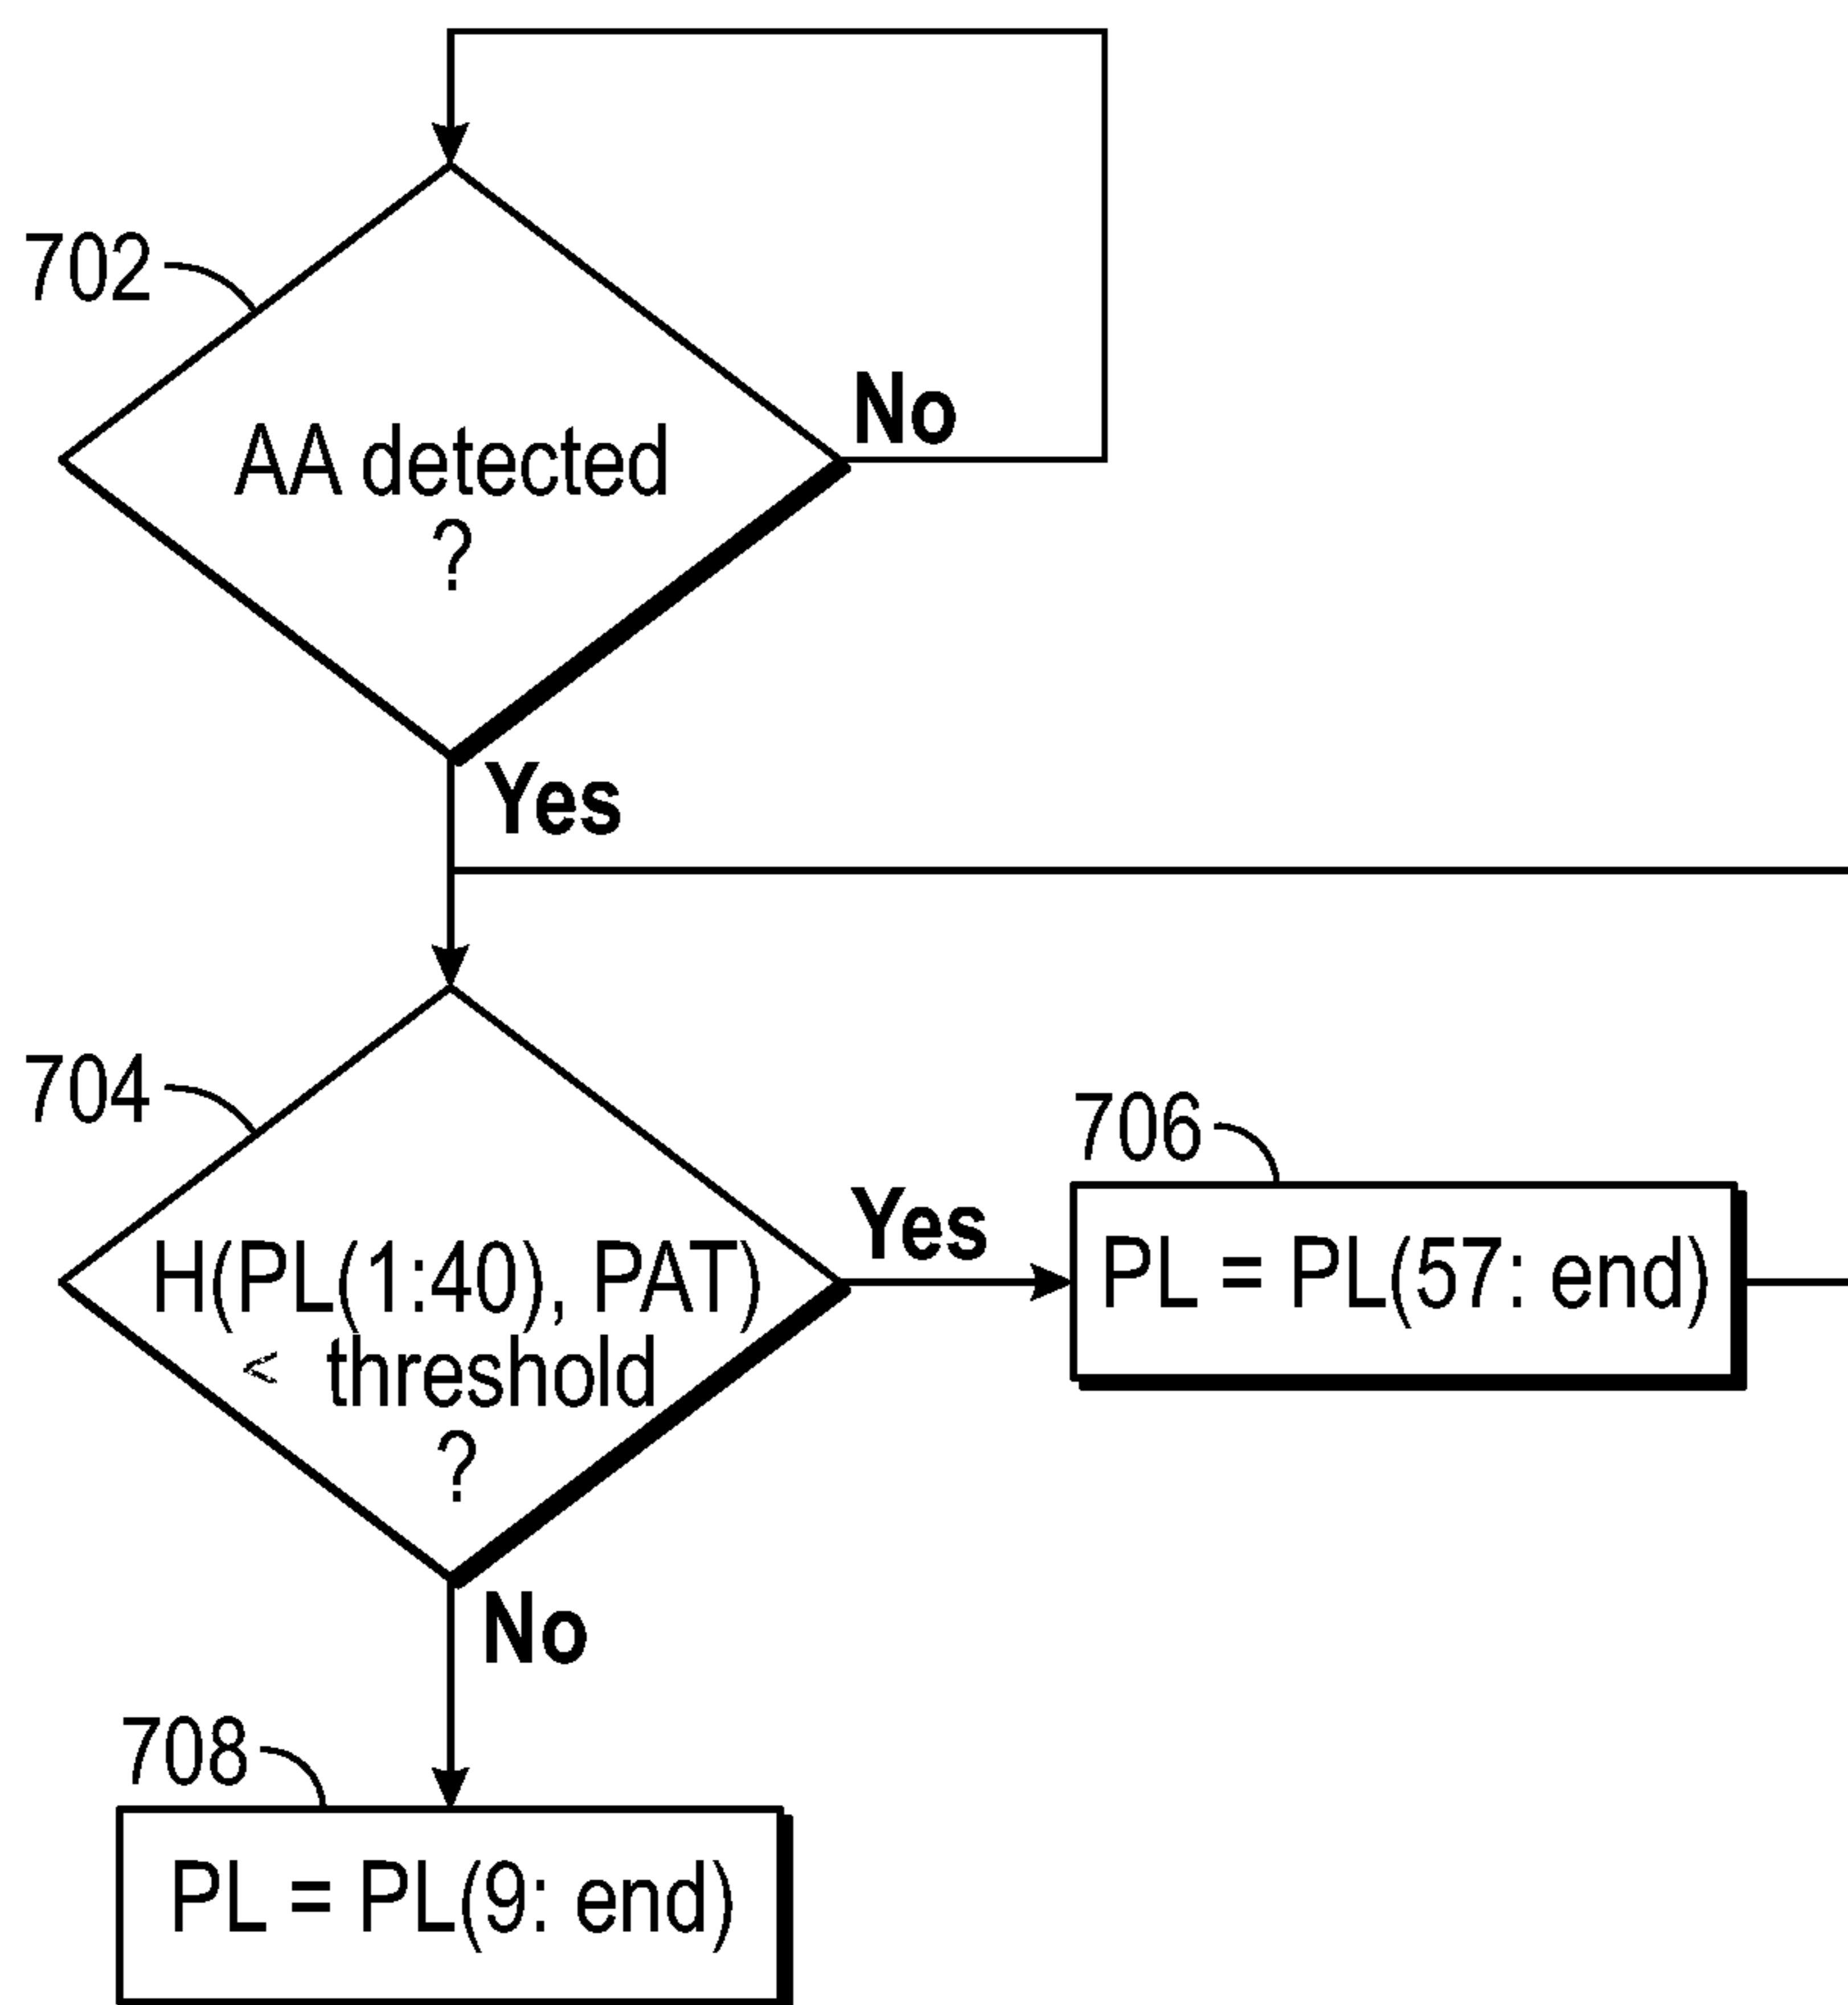 702
No
AA detected
?
Yes
704
706
Yes
H(PL(1:40), PAT)
< threshold
?
PL = PL(57: end)
No
708
PL = PL(9: end)